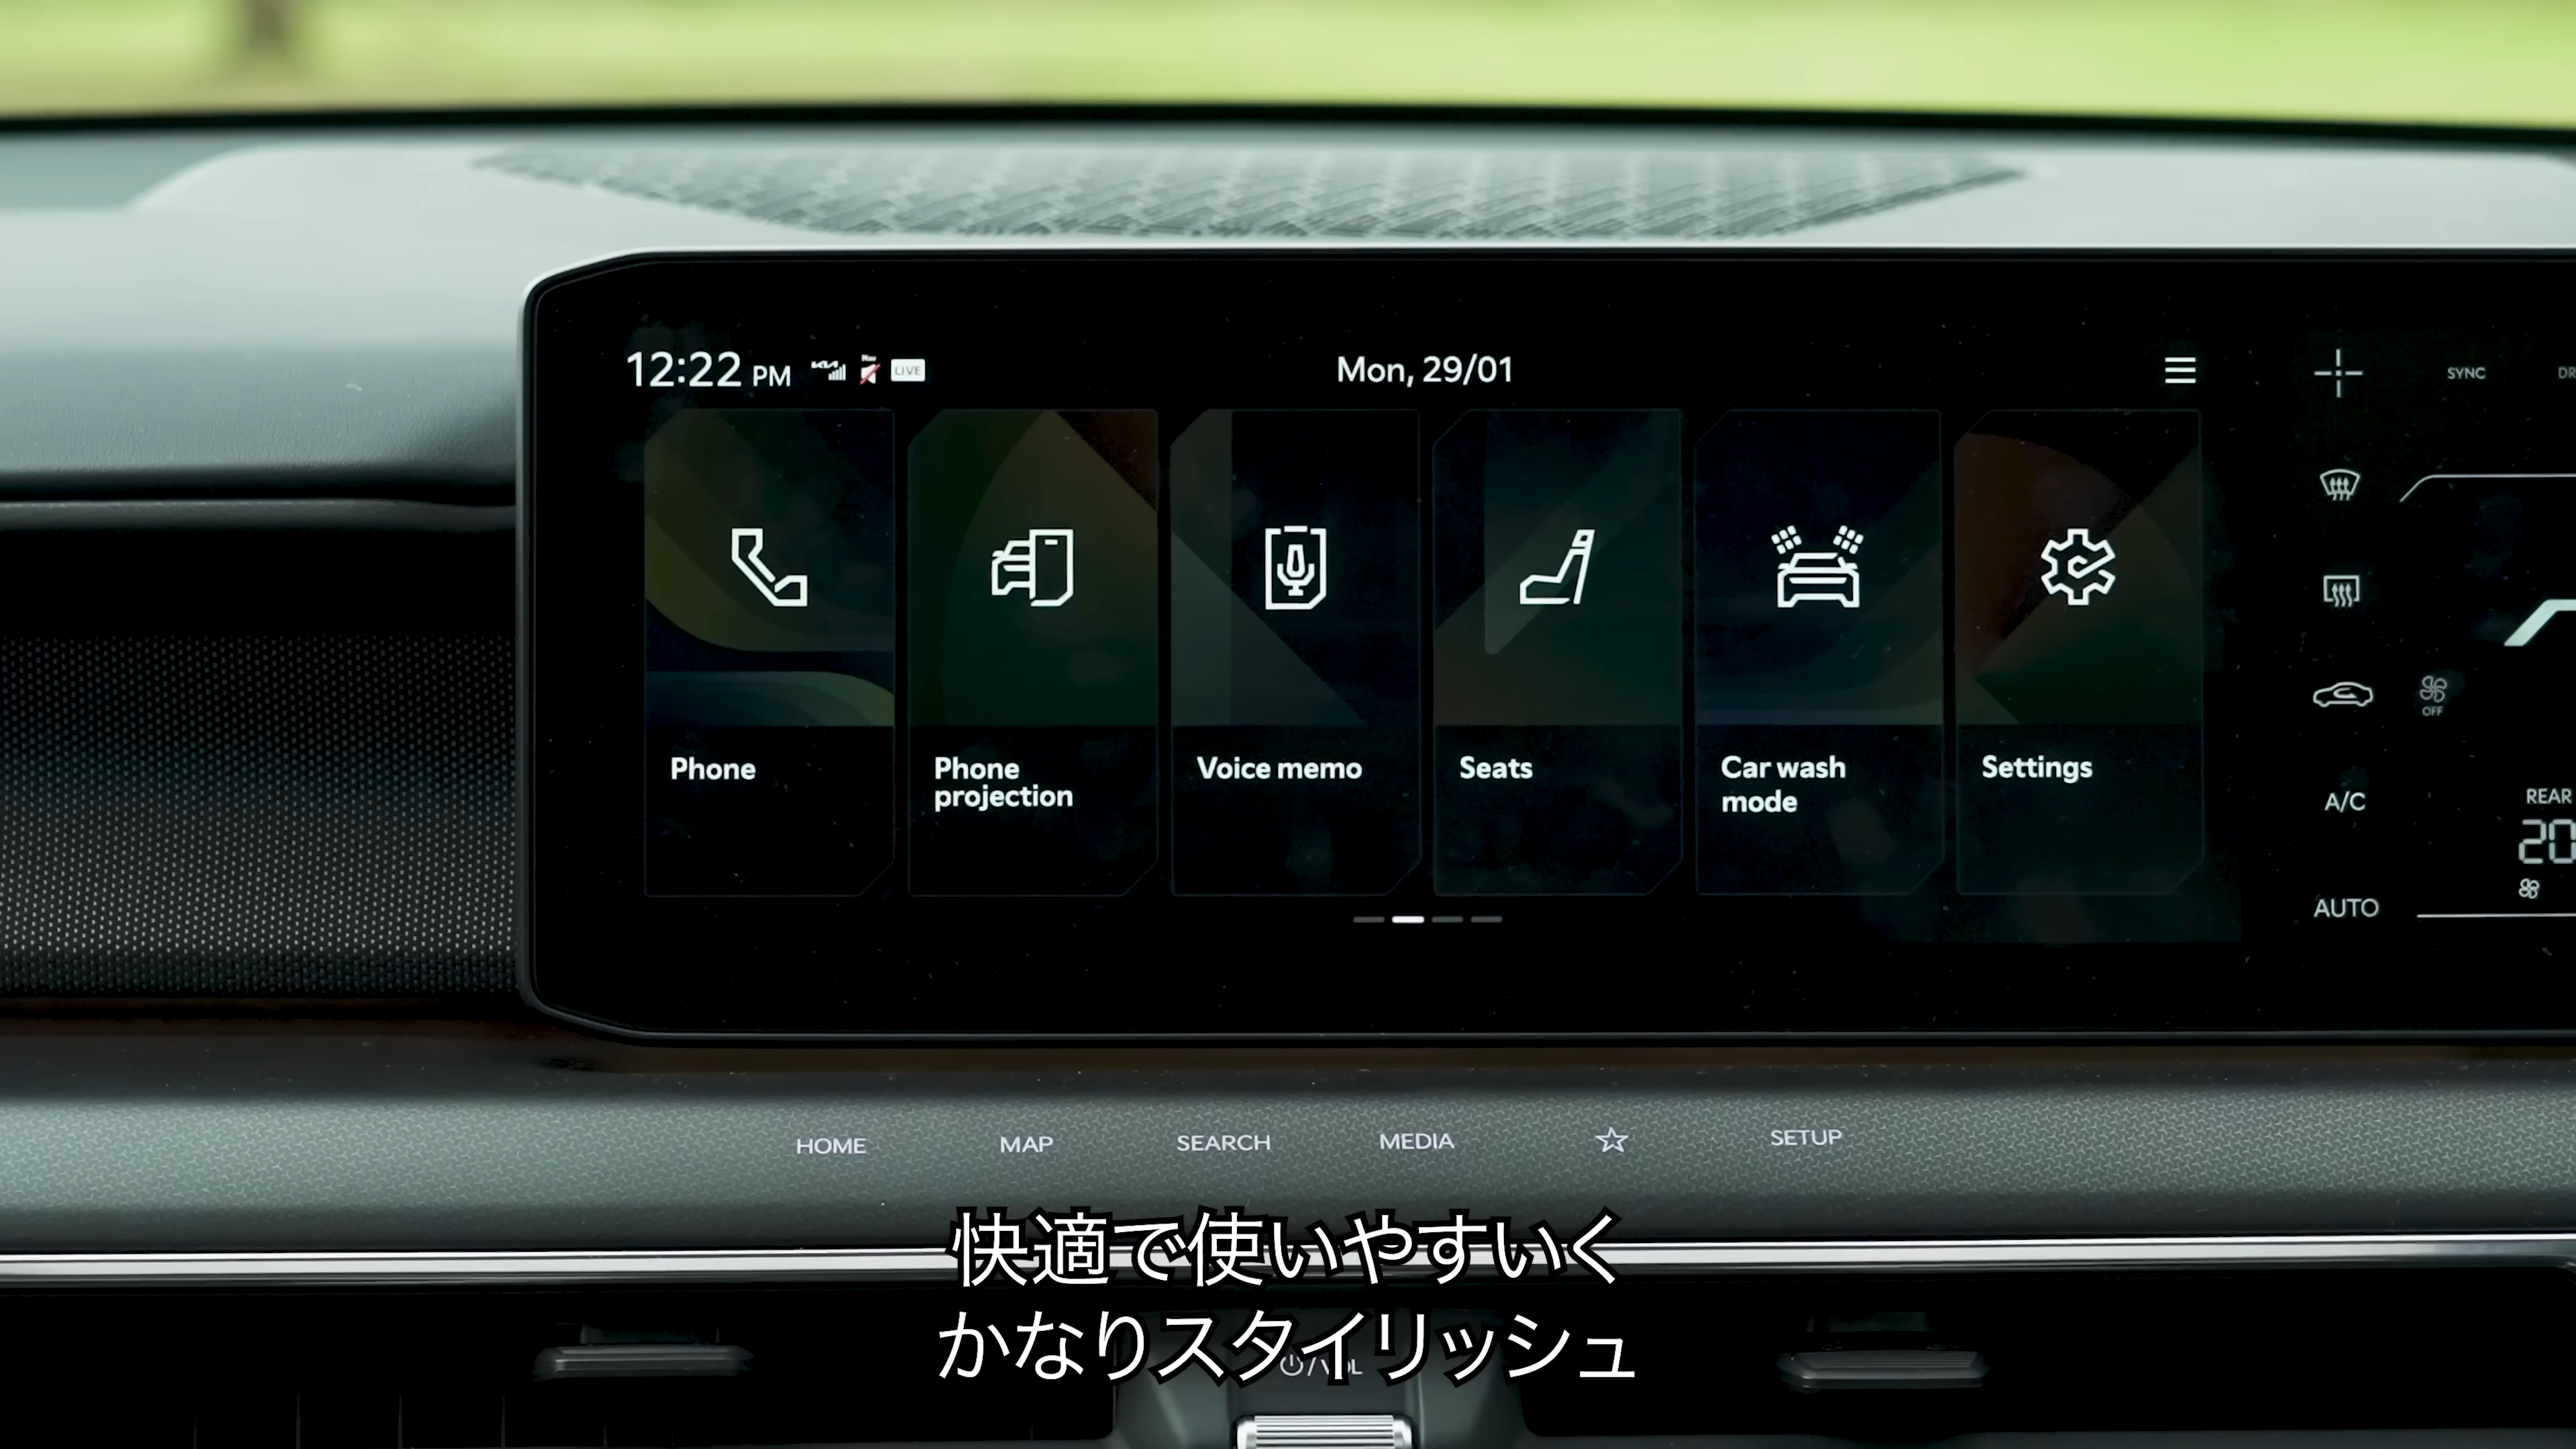 12:22 PM
LIVE
Mon, 29/01
SYNC
Phone
Phone
projection
Voice memo
Seats
Car wash
mode
Settings
OFF
A/C
REAR
20
AUTO
HOME
MAP
SEARCH
MEDIA
SETUP
快適で使いやすいく
かなりスタイリッシュ